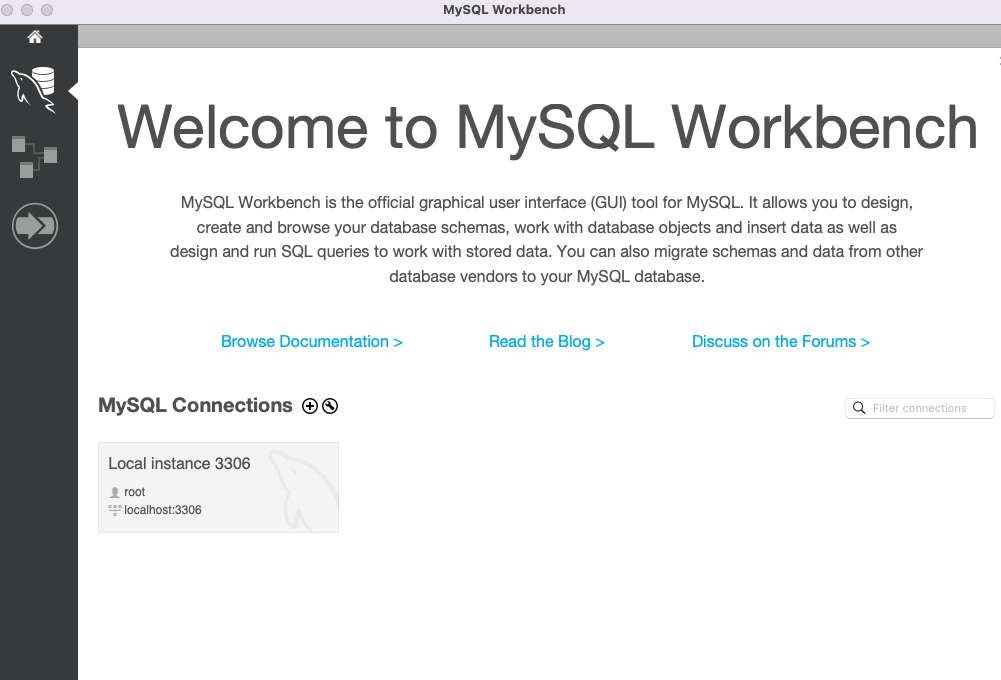 MySQL Workbench
Welcome to MySQL Workbench
MySQL Workbench is the official graphical user interface (GUI) tool for MySQL. It allows you to design,
create and browse your database schemas, work with database objects and insert data as well as
design and run SQL queries to work with stored data. You can also migrate schemas and data from other
database vendors to your MySQL database.
Browse Documentation > Read the Blog > Discuss on the Forums >
MySQL Connections Filter connections
Local instance 3306
root
localhost:3306